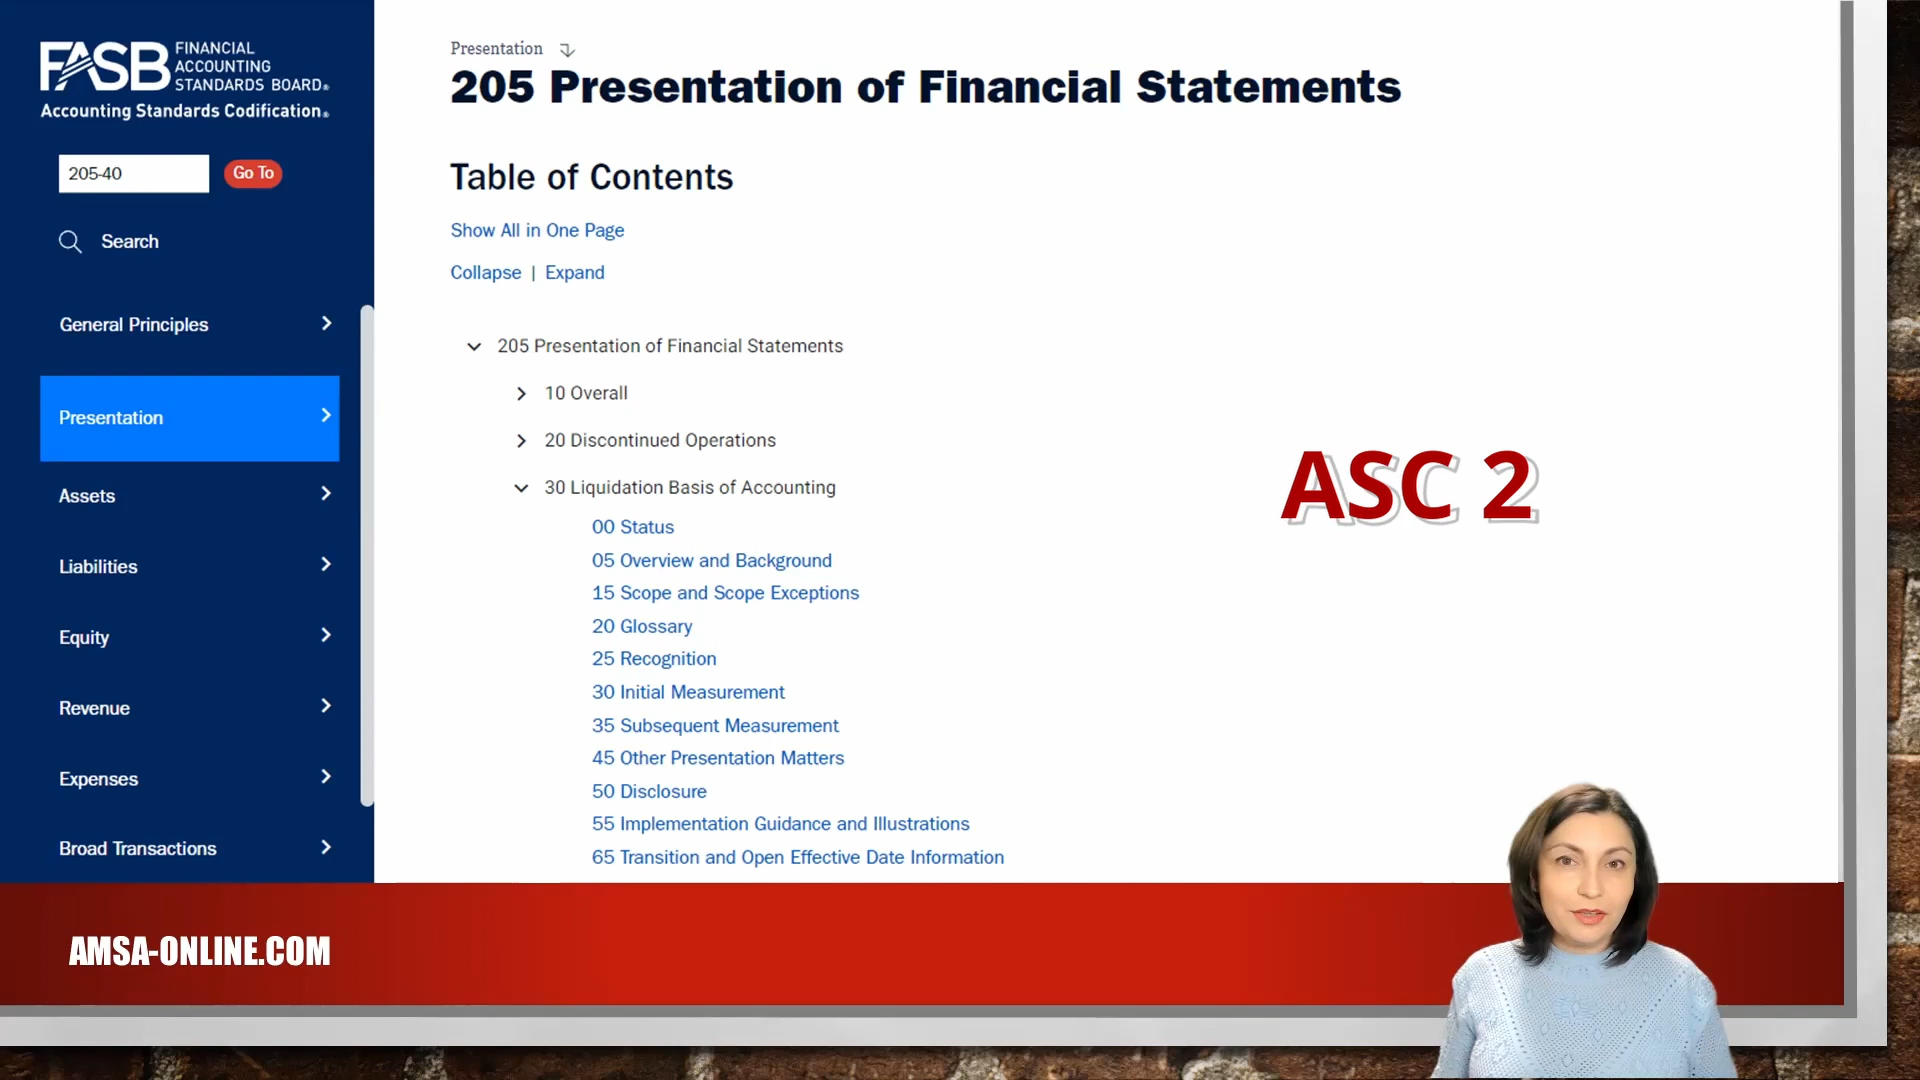 FASB FINANCIAL
ACCOUNTING
STANDARDS BOARD®
Accounting Standards Codification®
205-40
Go To
Search
General Principles
Presentation
Assets
Liabilities
Equity
Revenue
Expenses
Broad Transactions
Presentation
205 Presentation of Financial Statements
Table of Contents
Show All in One Page
Collapse | Expand
205 Presentation of Financial Statements
10 Overall
20 Discontinued Operations
30 Liquidation Basis of Accounting
00 Status
05 Overview and Background
15 Scope and Scope Exceptions
20 Glossary
25 Recognition
30 Initial Measurement
35 Subsequent Measurement
45 Other Presentation Matters
50 Disclosure
55 Implementation Guidance and Illustrations
65 Transition and Open Effective Date Information
ASC 2
AMSA-ONLINE.COM